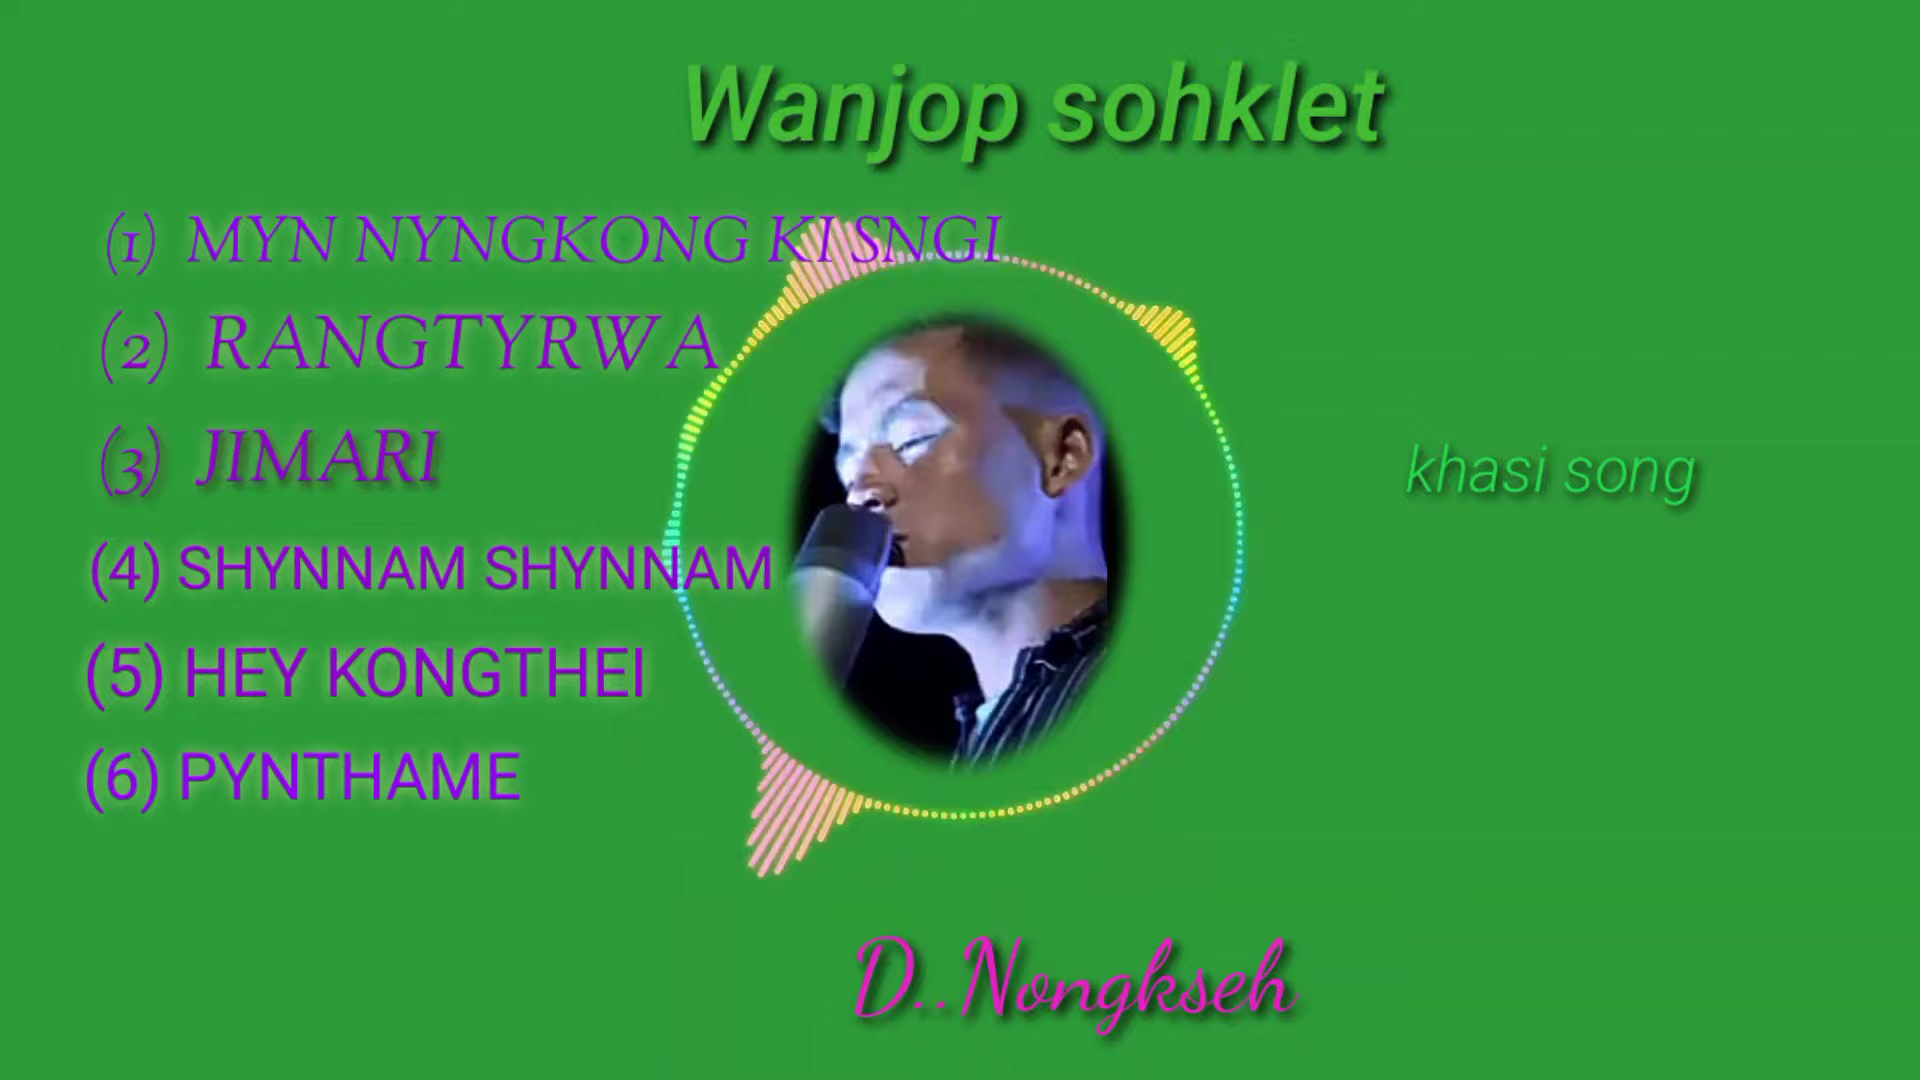 Wanjop sohklet
(1) MYN NYNGKONG KI SNGI
(2) RANGTYRWA
(3) JIMARI
(4) SHYNNAM SHYNNAM
(5) HEY KONGTHEI
(6) PYNTHAME
khasi song
D..Nongkseh